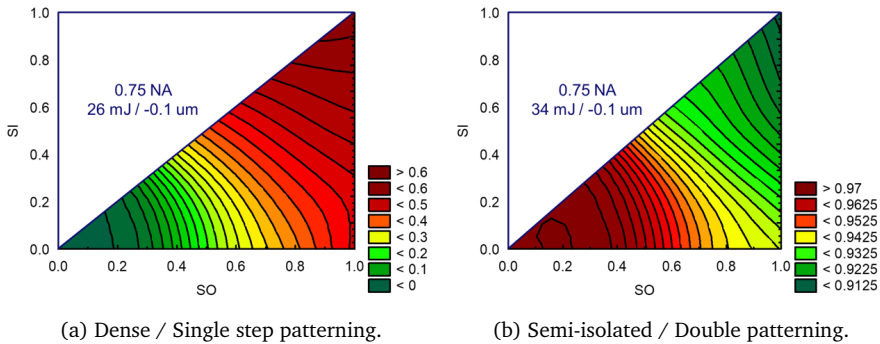 1.0
0.8
0.6
0.4
0.2
0.0
SI
0.75 NA
26 mJ / -0.1 um
0.0 0.2 0.4 0.6 0.8 1.0
SO
> 0.6
< 0.6
< 0.5
< 0.4
< 0.3
< 0.2
< 0.1
< 0
(a) Dense / Single step patterning.
1.0
0.8
0.6
0.4
0.2
0.0
SI
0.75 NA
34 mJ / -0.1 um
0.0 0.2 0.4 0.6 0.8 1.0
SO
> 0.97
< 0.9625
< 0.9525
< 0.9425
< 0.9325
< 0.9225
< 0.9125
(b) Semi-isolated / Double patterning.